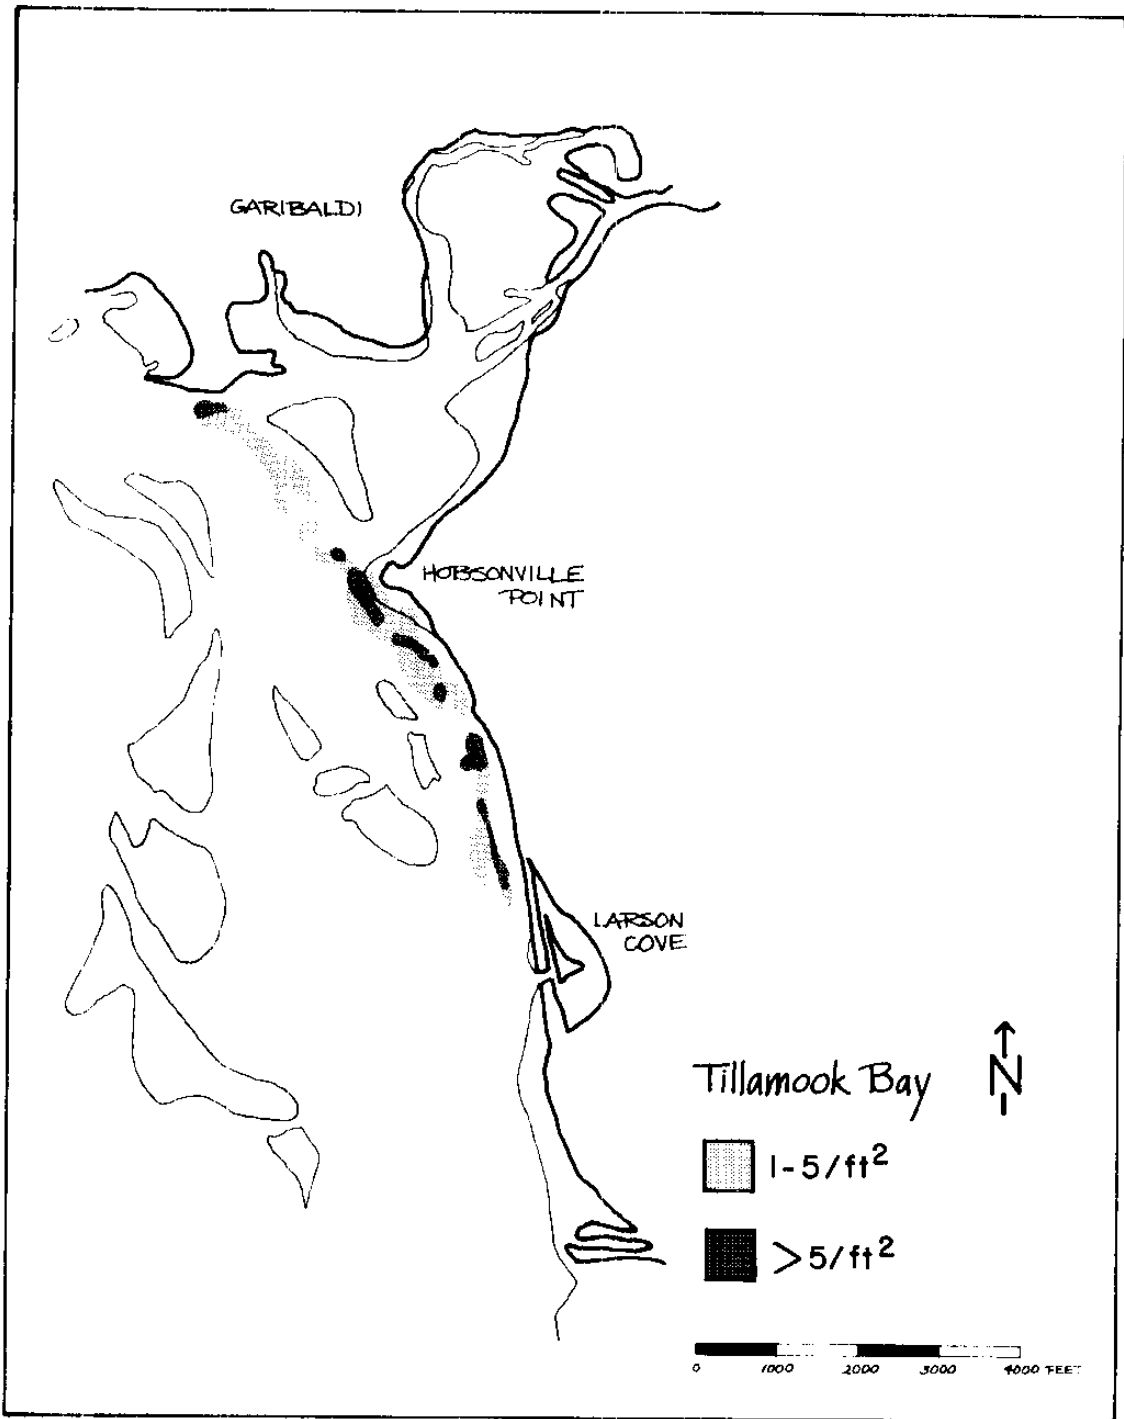 GARIBALDI
HOBSONVILLE
POINT
LARSON
COVE
Tillamook Bay
N
1-5/ft²
>5/ft²
0 1000 2000 3000 4000 FEET